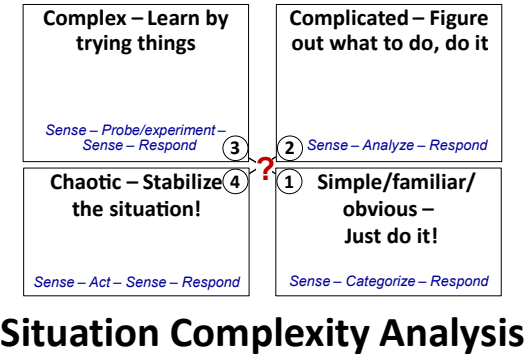 Complex – Learn by
trying things
Sense – Probe/experiment –
Sense – Respond
3
Complicated – Figure
out what to do, do it
2
Sense – Analyze – Respond
?
Chaotic – Stabilize
the situation!
4
Sense – Act – Sense – Respond
1
Simple/familiar/
obvious –
Just do it!
Sense – Categorize – Respond
Situation Complexity Analysis